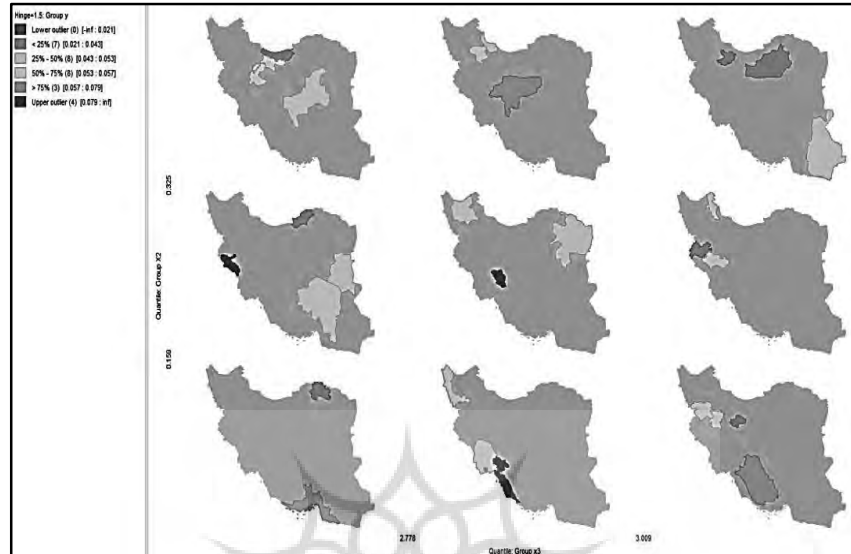 Hinge=1.5: Group y
Lower outlier (0) [-inf : 0.021]
< 25% (7) [0.021 : 0.043]
25% - 50% (8) [0.043 : 0.053]
50% - 75% (8) [0.053 : 0.057]
> 75% (3) [0.057 : 0.079]
Upper outlier (4) [0.079 : inf]
0.325
Quantile: Group X2
0.159
2.778
3.009
Quantile: Group x3